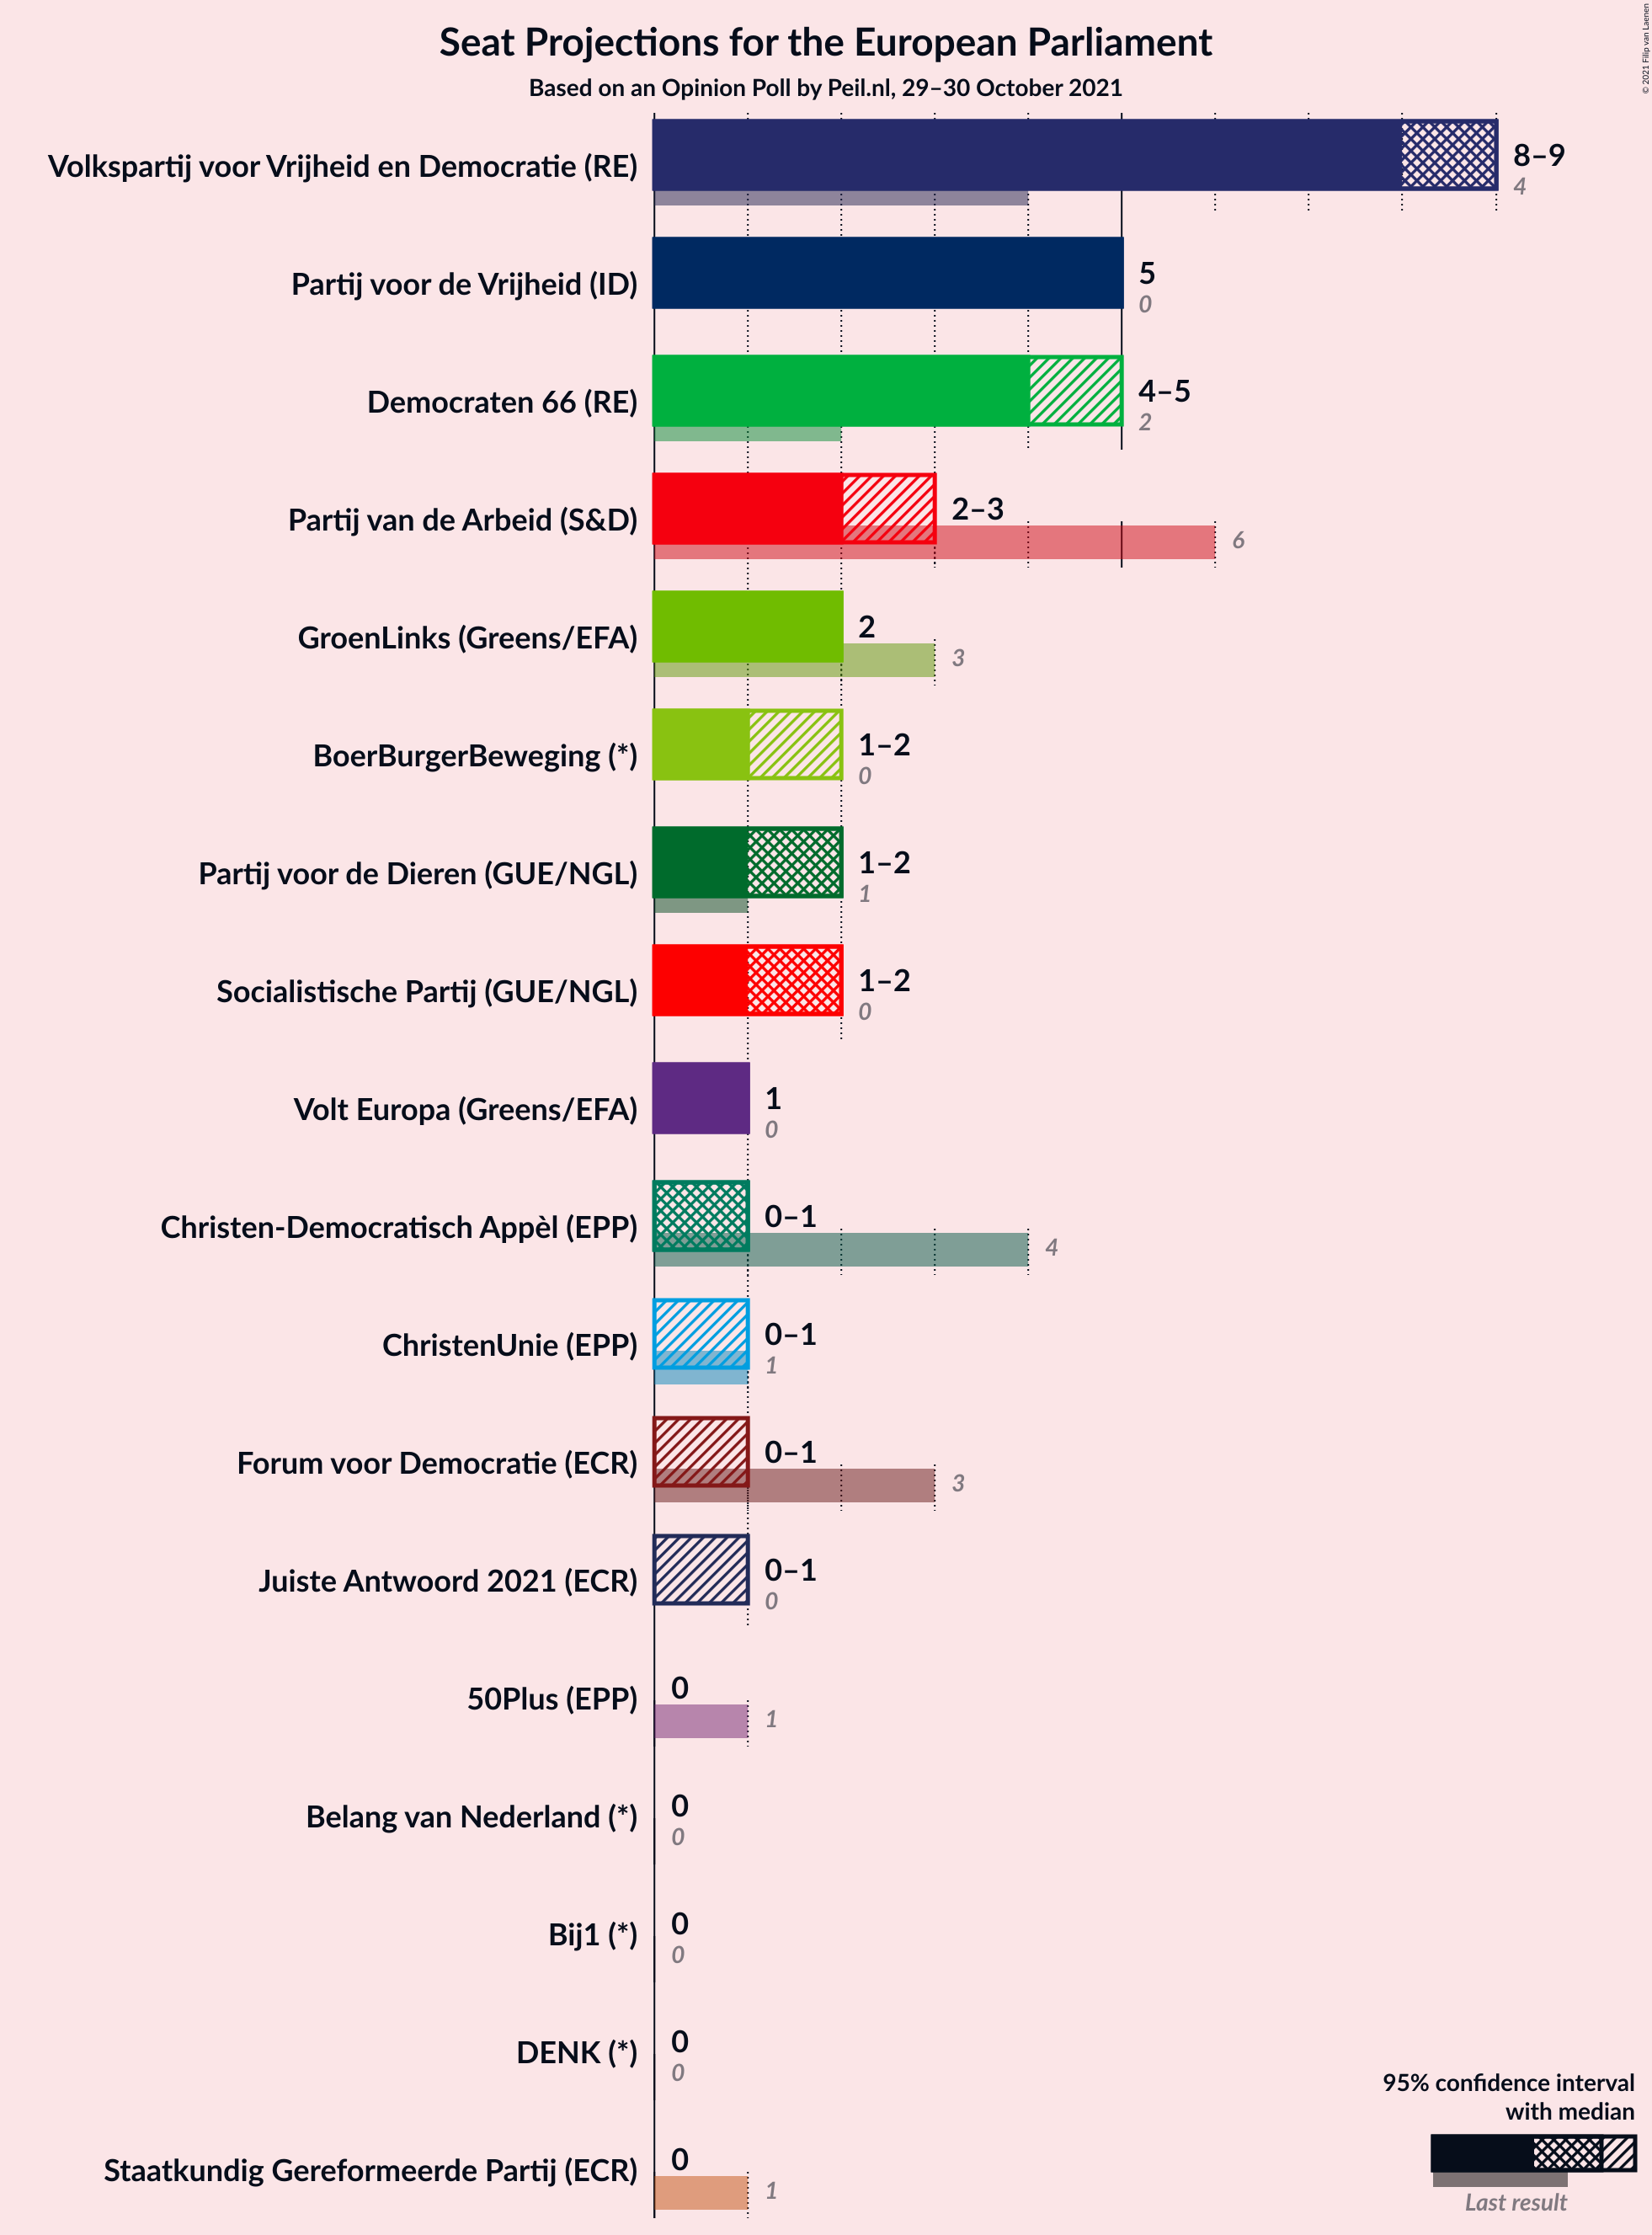 Seat Projections for the European Parliament
Based on an Opinion Poll by Peil.nl, 29–30 October 2021
© 2021 Filip van Laenen
Volkspartij voor Vrijheid en Democratie (RE)
8–9
4
Partij voor de Vrijheid (ID)
5
0
Democraten 66 (RE)
4–5
2
Partij van de Arbeid (S&D)
2–3
6
GroenLinks (Greens/EFA)
2
3
BoerBurgerBeweging (*)
1–2
0
Partij voor de Dieren (GUE/NGL)
1–2
1
Socialistische Partij (GUE/NGL)
1–2
0
Volt Europa (Greens/EFA)
1
0
Christen-Democratisch Appèl (EPP)
0–1
4
ChristenUnie (EPP)
0–1
1
Forum voor Democratie (ECR)
0–1
3
Juiste Antwoord 2021 (ECR)
0–1
0
50Plus (EPP)
0
1
Belang van Nederland (*)
0
0
Bij1 (*)
0
0
DENK (*)
0
0
Staatkundig Gereformeerde Partij (ECR)
0
1
95% confidence interval
with median
Last result